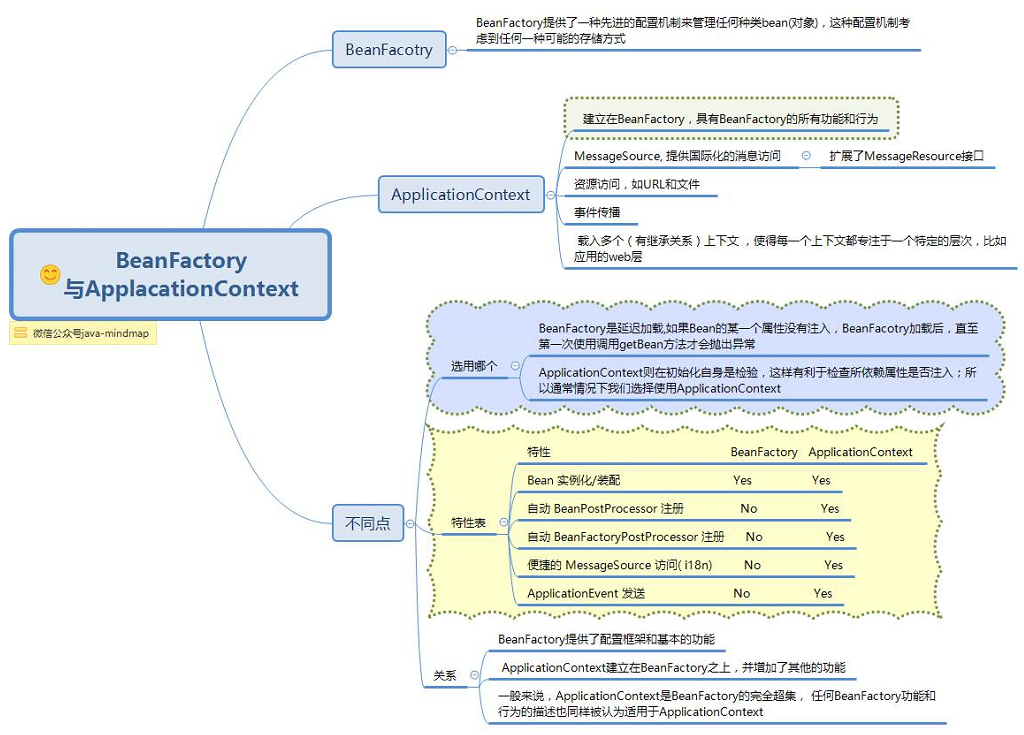 BeanFactory
与ApplacationContext
微信公众号java-mindmap
BeanFacotry
BeanFactory提供了一种先进的配置机制来管理任何种类bean(对象)，这种配置机制考
虑到任何一种可能的存储方式
ApplicationContext
建立在BeanFactory，具有BeanFactory的所有功能和行为
MessageSource, 提供国际化的消息访问
扩展了MessageResource接口
资源访问，如URL和文件
事件传播
载入多个（有继承关系）上下文 ，使得每一个上下文都专注于一个特定的层次，比如
应用的web层
不同点
选用哪个
BeanFactory是延迟加载,如果Bean的某一个属性没有注入，BeanFacotry加载后，直至
第一次使用调用getBean方法才会抛出异常
ApplicationContext则在初始化自身是检验，这样有利于检查所依赖属性是否注入；所
以通常情况下我们选择使用ApplicationContext
特性表
特性 BeanFactory ApplicationContext
Bean 实例化/装配 Yes Yes
自动 BeanPostProcessor 注册 No Yes
自动 BeanFactoryPostProcessor 注册 No Yes
便捷的 MessageSource 访问( i18n) No Yes
ApplicationEvent 发送 No Yes
关系
BeanFactory提供了配置框架和基本的功能
ApplicationContext建立在BeanFactory之上，并增加了其他的功能
一般来说，ApplicationContext是BeanFactory的完全超集， 任何BeanFactory功能和
行为的描述也同样被认为适用于ApplicationContext